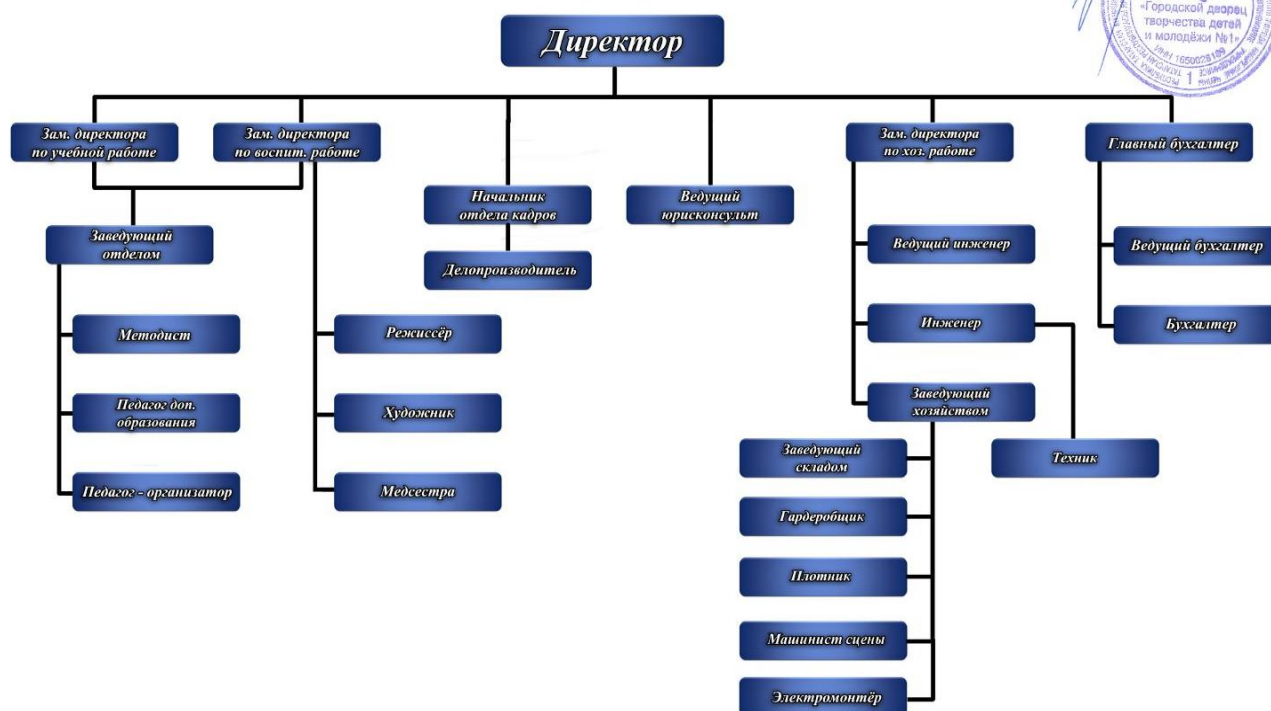 «Городской дворец
творчества детей
и молодёжи №1»
ИНН 1650028189
1
Директор
Зам. директора
по учебной работе
Зам. директора
по воспит. работе
Зам. директора
по хоз. работе
Главный бухгалтер
Начальник
отдела кадров
Ведущий
юрисконсульт
Заведующий
отделом
Ведущий инженер
Ведущий бухгалтер
Делопроизводитель
Методист
Режиссёр
Инженер
Бухгалтер
Педагог доп.
образования
Художник
Заведующий
хозяйством
Заведующий
складом
Техник
Педагог - организатор
Медсестра
Гардеробщик
Плотник
Машинист сцены
Электромонтёр